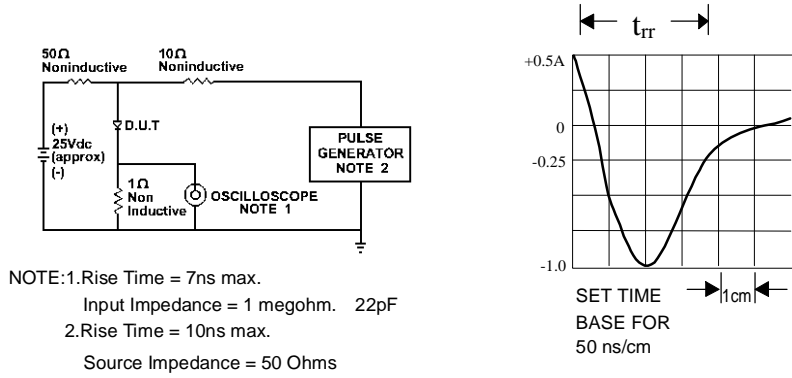 50Ω
Noninductive
10Ω
Noninductive
(+)
25Vdc
(approx)
(-)
D.U.T
1Ω
Non
Inductive
OSCILLOSCOPE
NOTE 1
PULSE
GENERATOR
NOTE 2
NOTE:1.Rise Time = 7ns max.
Input Impedance = 1 megohm. 22pF
2.Rise Time = 10ns max.
Source Impedance = 50 Ohms
trr
+0.5A
0
-0.25
-1.0
SET TIME
BASE FOR
50 ns/cm
1cm